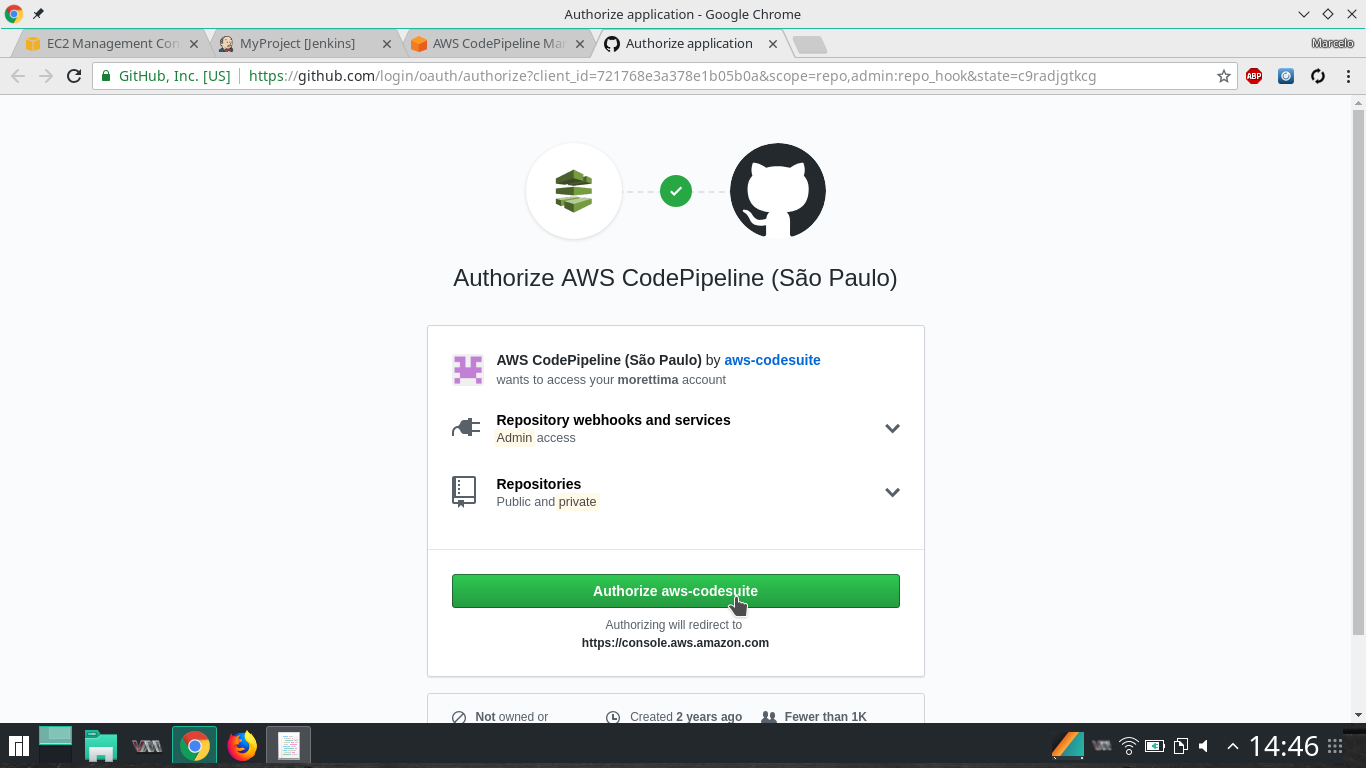 Authorize application - Google Chrome
EC2 Management Con
MyProject [Jenkins]
AWS CodePipeline Mar
Authorize application
Marcelo
GitHub, Inc. [US]
https://github.com/login/oauth/authorize?client_id=721768e3a378e1b05b0a&scope=repo,admin:repo_hook&state=c9radjgtkcg
ABP
Authorize AWS CodePipeline (São Paulo)
AWS CodePipeline (São Paulo) by aws-codesuite
wants to access your morettima account
Repository webhooks and services
Admin access
Repositories
Public and private
Authorize aws-codesuite
Authorizing will redirect to
https://console.aws.amazon.com
Not owned or
Created 2 years ago
Fewer than 1K
14:46